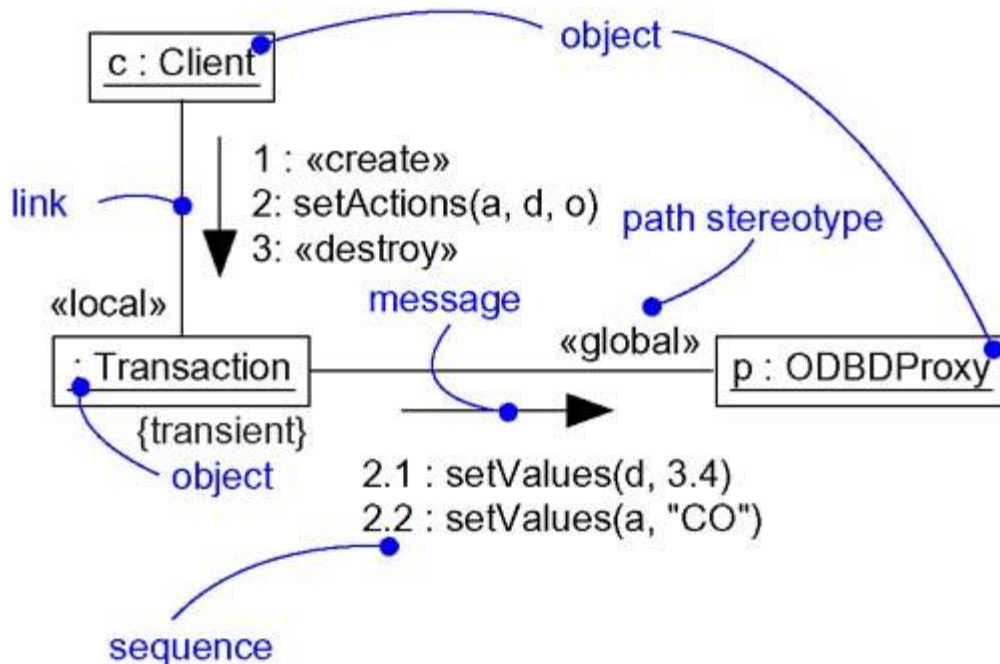 object
c : Client
1 : «create»
link
2: setActions(a, d, o)
path stereotype
3: «destroy»
message
«local»
«global»
: Transaction
p : ODBDProxy
{transient}
object
2.1 : setValues(d, 3.4)
2.2 : setValues(a, "CO")
sequence